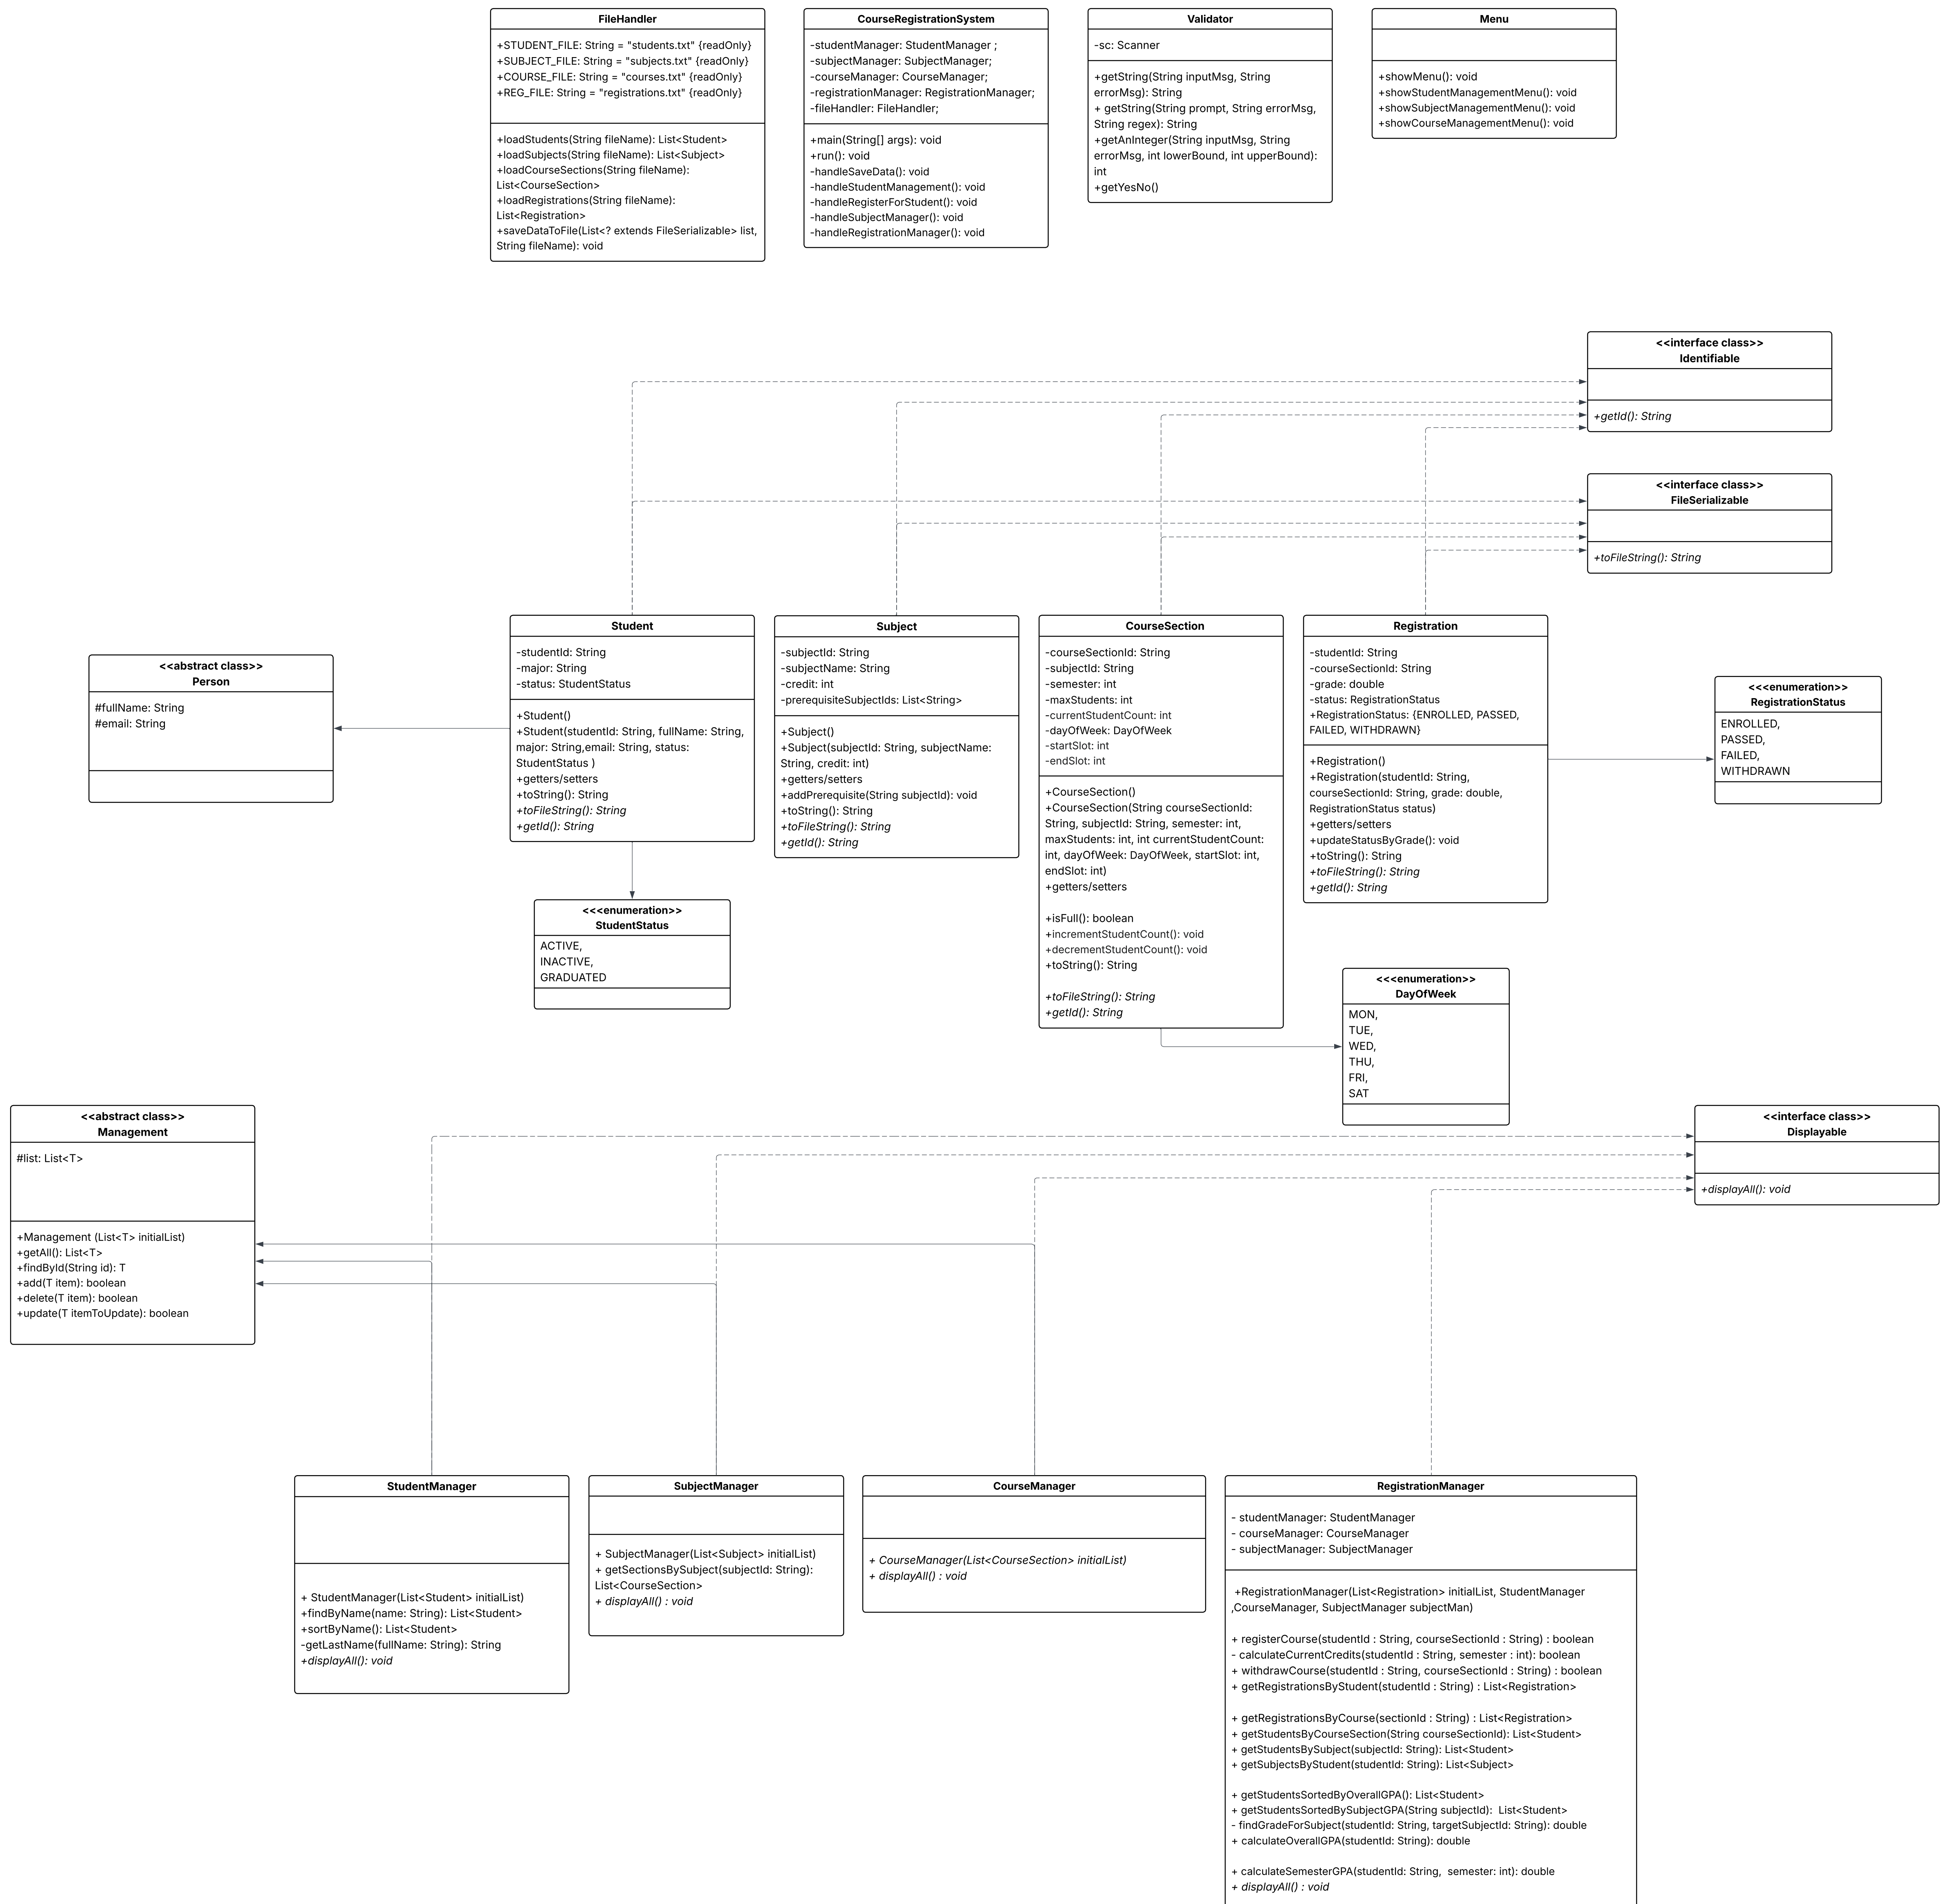 FileHandler
+STUDENT_FILE: String = "students.txt" {readOnly}
+SUBJECT_FILE: String = "subjects.txt" {readOnly}
+COURSE_FILE: String = "courses.txt" {readOnly}
+REG_FILE: String = "registrations.txt" {readOnly}
+loadStudents(String fileName): List<Student>
+loadSubjects(String fileName): List<Subject>
+loadCourseSections(String fileName):
List<CourseSection>
+loadRegistrations(String fileName):
List<Registration>
+saveDataToFile(List<? extends FileSerializable> list,
String fileName): void
CourseRegistrationSystem
-studentManager: StudentManager ;
-subjectManager: SubjectManager;
-courseManager: CourseManager;
-registrationManager: RegistrationManager;
-fileHandler: FileHandler;
+main(String[] args): void
+run(): void
-handleSaveData(): void
-handleStudentManagement(): void
-handleRegisterForStudent(): void
-handleSubjectManager(): void
-handleRegistrationManager(): void
Validator
-sc: Scanner
+getString(String inputMsg, String
errorMsg): String
+ getString(String prompt, String errorMsg,
String regex): String
+getAnInteger(String inputMsg, String
errorMsg, int lowerBound, int upperBound):
int
+getYesNo()
Menu
+showMenu(): void
+showStudentManagementMenu(): void
+showSubjectManagementMenu(): void
+showCourseManagementMenu(): void
<<interface class>>
Identifiable
+getId(): String
<<interface class>>
FileSerializable
+toFileString(): String
<<abstract class>>
Person
#fullName: String
#email: String
Student
-studentId: String
-major: String
-status: StudentStatus
+Student()
+Student(studentId: String, fullName: String,
major: String,email: String, status:
StudentStatus )
+getters/setters
+toString(): String
+toFileString(): String
+getId(): String
Subject
-subjectId: String
-subjectName: String
-credit: int
-prerequisiteSubjectIds: List<String>
+Subject()
+Subject(subjectId: String, subjectName:
String, credit: int)
+getters/setters
+addPrerequisite(String subjectId): void
+toString(): String
+toFileString(): String
+getId(): String
CourseSection
-courseSectionId: String
-subjectId: String
-semester: int
-maxStudents: int
-currentStudentCount: int
-dayOfWeek: DayOfWeek
-startSlot: int
-endSlot: int
+CourseSection()
+CourseSection(String courseSectionId:
String, subjectId: String, semester: int,
maxStudents: int, int currentStudentCount:
int, dayOfWeek: DayOfWeek, startSlot: int,
endSlot: int)
+getters/setters
+isFull(): boolean
+incrementStudentCount(): void
+decrementStudentCount(): void
+toString(): String
+toFileString(): String
+getId(): String
Registration
-studentId: String
-courseSectionId: String
-grade: double
-status: RegistrationStatus
+RegistrationStatus: {ENROLLED, PASSED,
FAILED, WITHDRAWN}
+Registration()
+Registration(studentId: String,
courseSectionId: String, grade: double,
RegistrationStatus status)
+getters/setters
+updateStatusByGrade(): void
+toString(): String
+toFileString(): String
+getId(): String
<<<enumeration>>
RegistrationStatus
ENROLLED,
PASSED,
FAILED,
WITHDRAWN
<<<enumeration>>
StudentStatus
ACTIVE,
INACTIVE,
GRADUATED
<<<enumeration>>
DayOfWeek
MON,
TUE,
WED,
THU,
FRI,
SAT
<<abstract class>>
Management
#list: List<T>
+Management (List<T> initialList)
+getAll(): List<T>
+findById(String id): T
+add(T item): boolean
+delete(T item): boolean
+update(T itemToUpdate): boolean
<<interface class>>
Displayable
+displayAll(): void
StudentManager
+ StudentManager(List<Student> initialList)
+findByName(name: String): List<Student>
+sortByName(): List<Student>
-getLastName(fullName: String): String
+displayAll(): void
SubjectManager
+ SubjectManager(List<Subject> initialList)
+ getSectionsBySubject(subjectId: String):
List<CourseSection>
+ displayAll() : void
CourseManager
+ CourseManager(List<CourseSection> initialList)
+ displayAll() : void
RegistrationManager
- studentManager: StudentManager
- courseManager: CourseManager
- subjectManager: SubjectManager
+RegistrationManager(List<Registration> initialList, StudentManager
,CourseManager, SubjectManager subjectMan)
+ registerCourse(studentId : String, courseSectionId : String) : boolean
- calculateCurrentCredits(studentId : String, semester : int): boolean
+ withdrawCourse(studentId : String, courseSectionId : String) : boolean
+ getRegistrationsByStudent(studentId : String) : List<Registration>
+ getRegistrationsByCourse(sectionId : String) : List<Registration>
+ getStudentsByCourseSection(String courseSectionId): List<Student>
+ getStudentsBySubject(subjectId: String): List<Student>
+ getSubjectsByStudent(studentId: String): List<Subject>
+ getStudentsSortedByOverallGPA(): List<Student>
+ getStudentsSortedBySubjectGPA(String subjectId):  List<Student>
- findGradeForSubject(studentId: String, targetSubjectId: String): double
+ calculateOverallGPA(studentId: String): double
+ calculateSemesterGPA(studentId: String,  semester: int): double
+ displayAll() : void